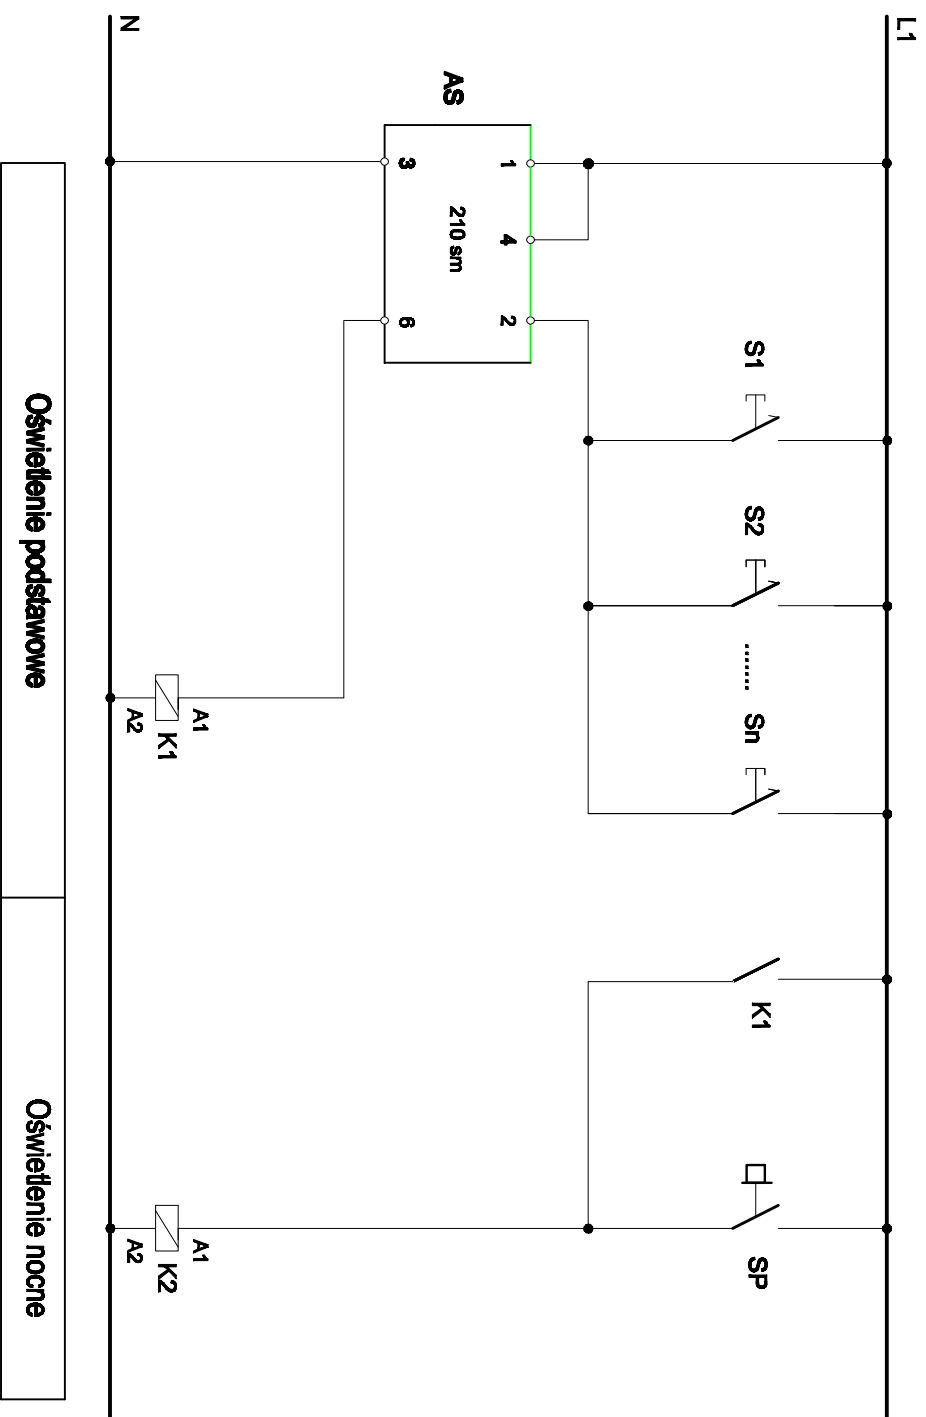 L1
S1
S2
.......
Sn
K1
SP
AS
1
4
2
210 sm
3
6
A1
K1
A2
A1
K2
A2
N
Oświetlenie podstawowe
Oświetlenie nocne